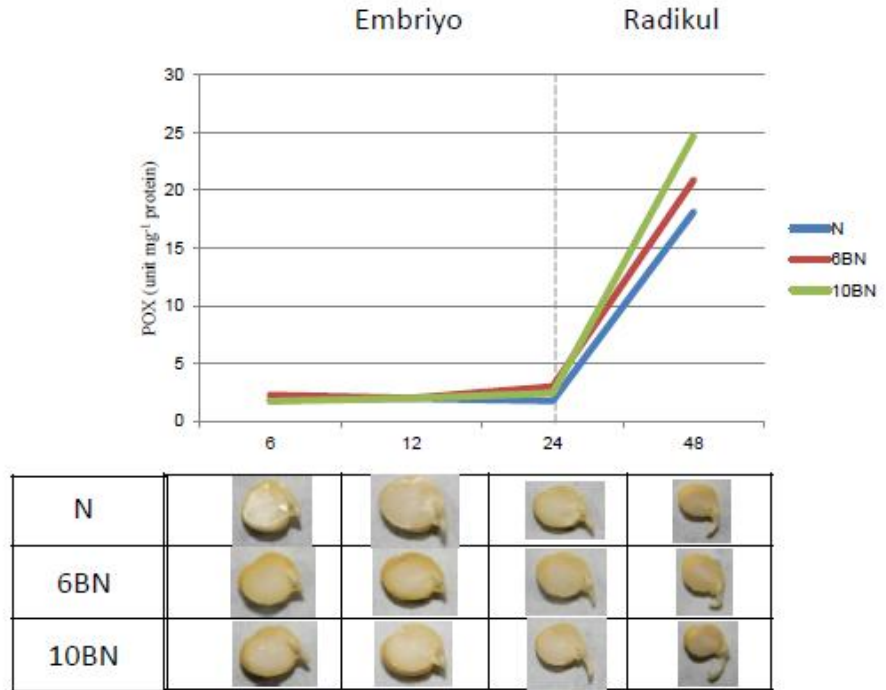 Embriyo Radikul
30
25
20
15
10
5
0
POX (unit mg⁻¹ protein)
6 12 24 48
N
6BN
10BN
N
6BN
10BN